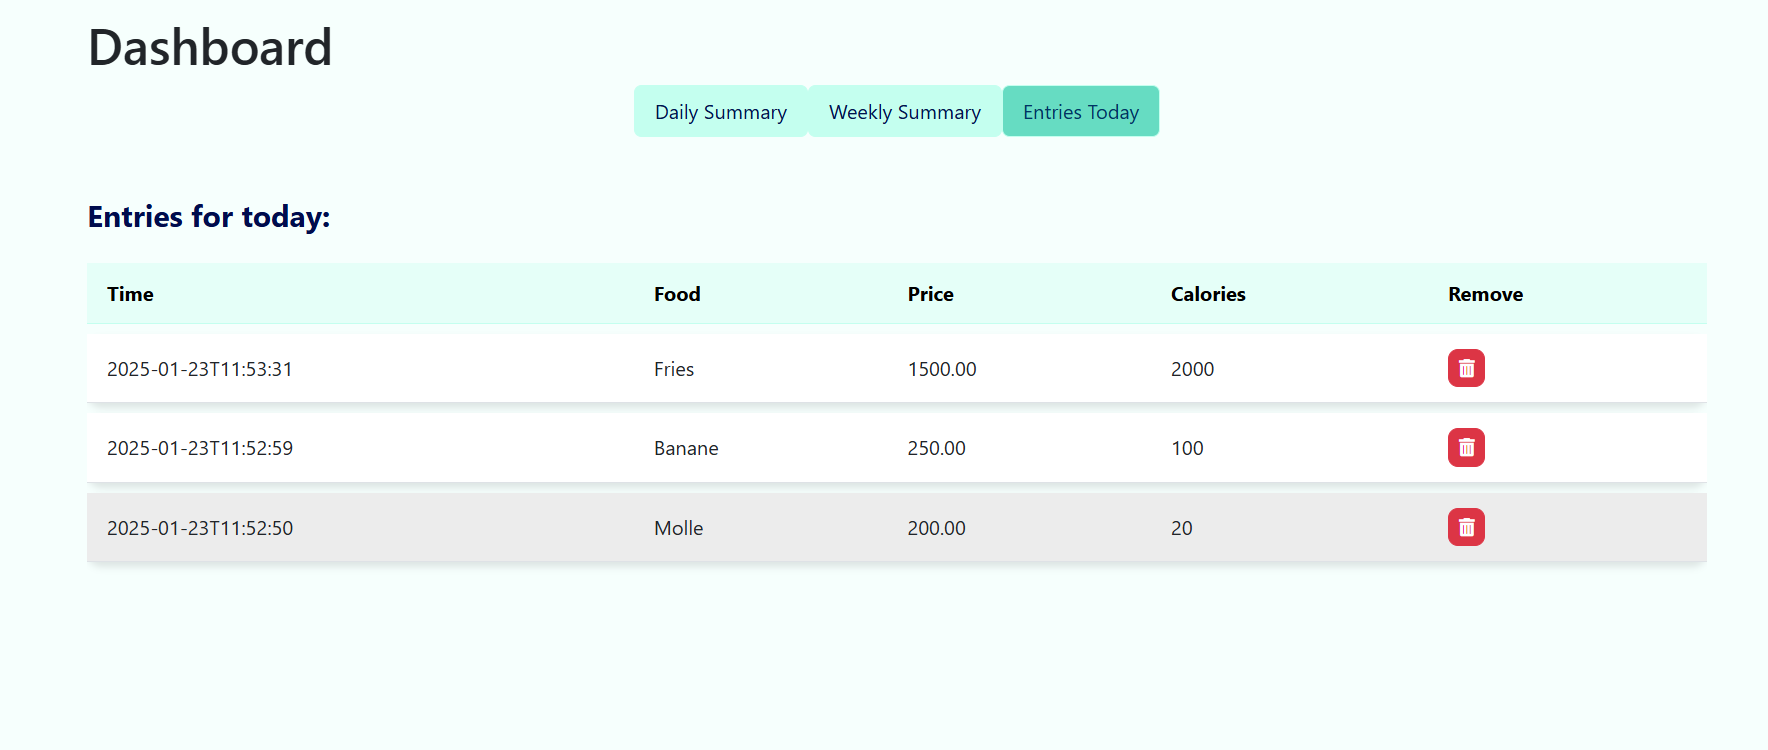 Dashboard
Daily Summary Weekly Summary Entries Today
Entries for today:
Time Food Price Calories Remove
2025-01-23T11:53:31 Fries 1500.00 2000
2025-01-23T11:52:59 Banane 250.00 100
2025-01-23T11:52:50 Molle 200.00 20